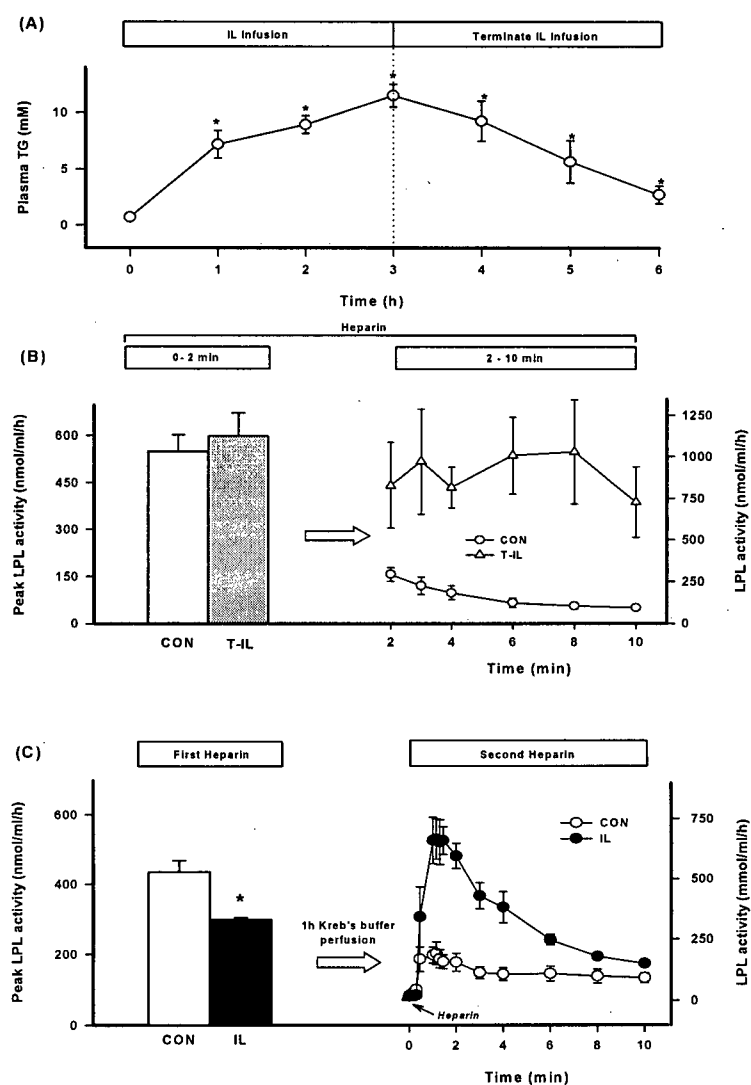 (A)
IL Infusion
Terminate IL Infusion
Plasma TG (mM)
10
5
0
* * * * * *
0 1 2 3 4 5 6
Time (h)
Heparin
(B)
0- 2 min
2 - 10 min
Peak LPL activity (nmol/ml/h)
600
450
300
150
0
CON T-IL
CON
T-IL
1250
1000
750
500
250
0
LPL activity (nmol/ml/h)
2 4 6 8 10
Time (min)
(C)
First Heparin
Second Heparin
Peak LPL activity (nmol/ml/h)
600
400
200
0
*
CON IL
1h Kreb's buffer
perfusion
CON
IL
Heparin
750
500
250
0
LPL activity (nmol/ml/h)
0 2 4 6 8 10
Time (min)